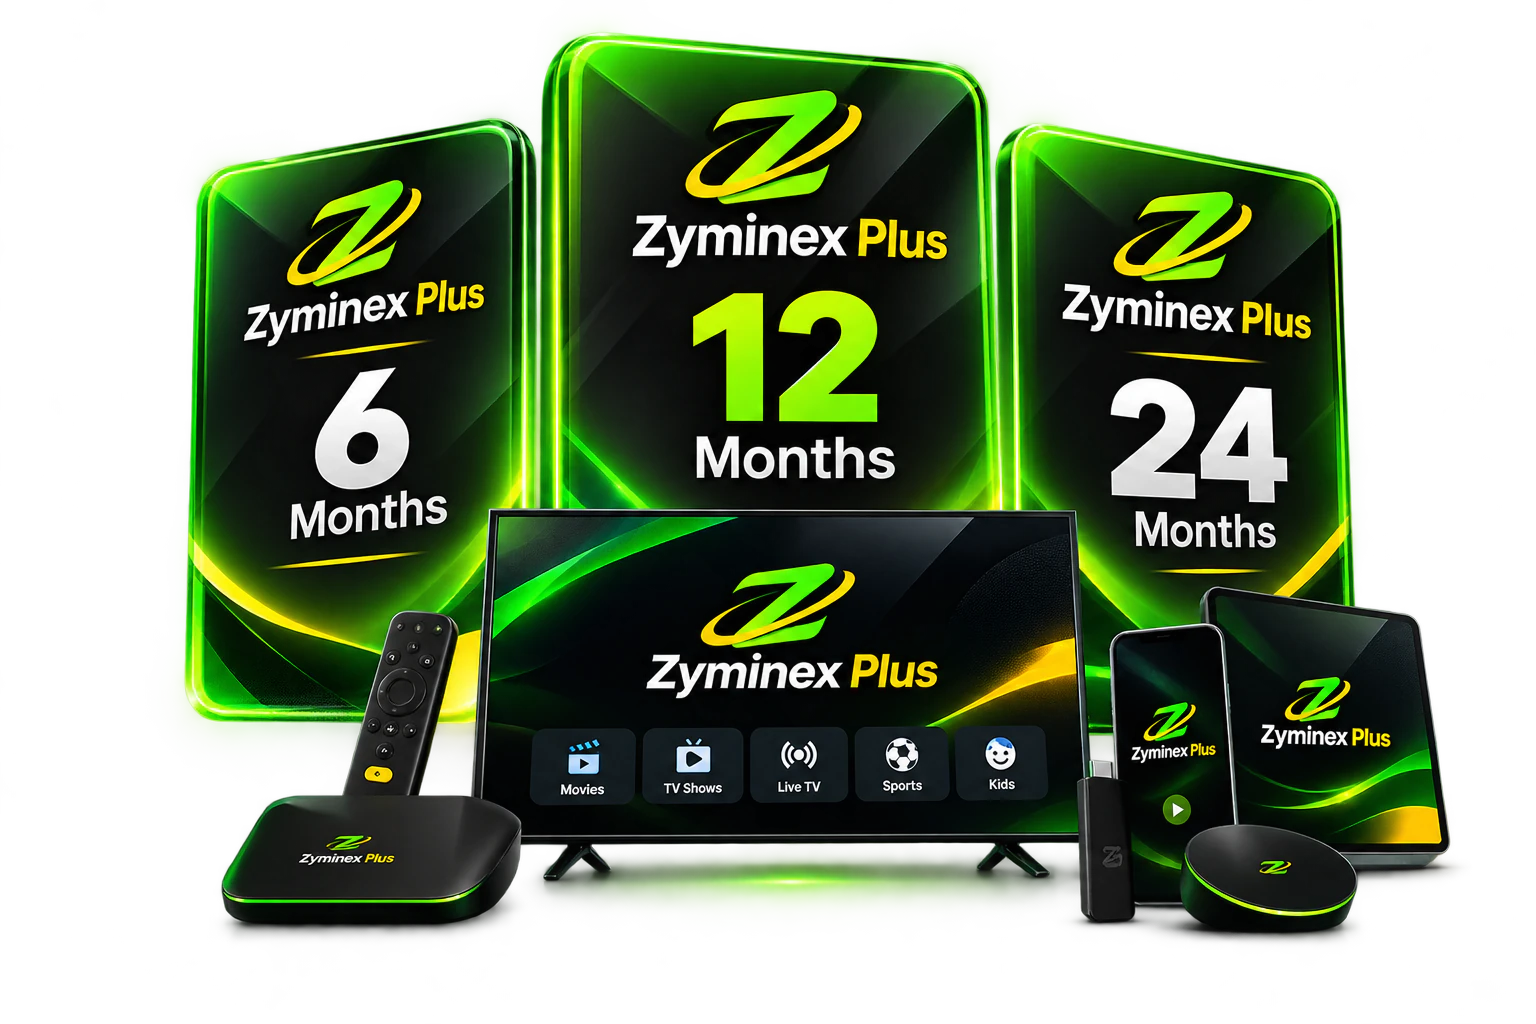 Zyminex Plus
6
Months
Zyminex Plus
12
Months
Zyminex Plus
24
Months
Zyminex Plus
Movies
TV Shows
Live TV
Sports
Kids
Zyminex Plus
Zyminex Plus
Zyminex Plus